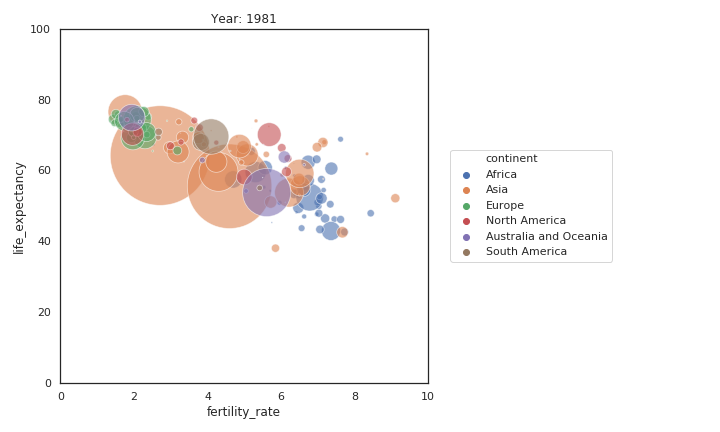 Year: 1981
100
80
60
40
20
0
life_expectancy
0 2 4 6 8 10
fertility_rate
continent
Africa
Asia
Europe
North America
Australia and Oceania
South America